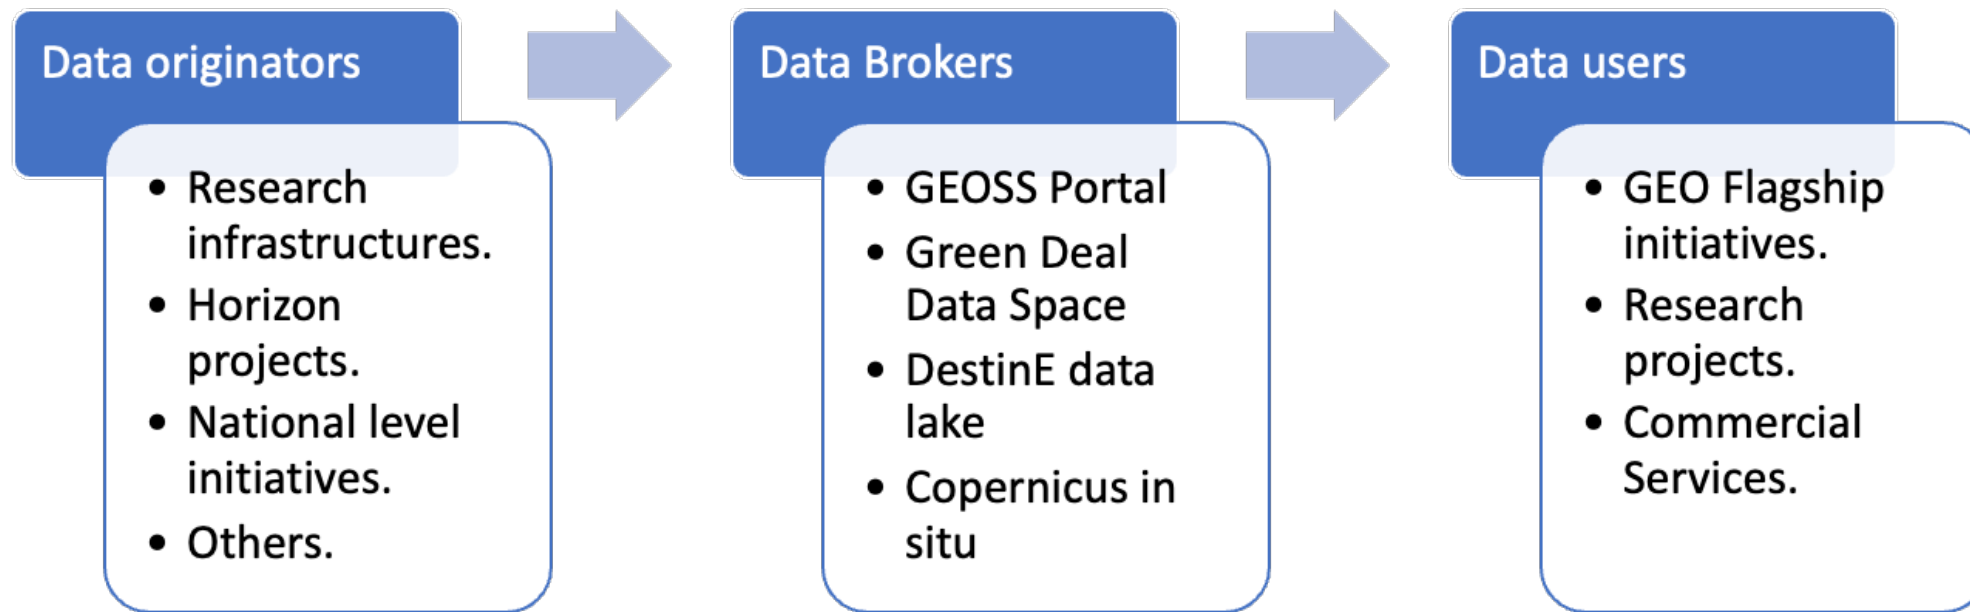 Data originators
• Research
infrastructures.
• Horizon
projects.
• National level
initiatives.
• Others.
Data Brokers
• GEOSS Portal
• Green Deal
Data Space
• DestinE data
lake
• Copernicus in
situ
Data users
• GEO Flagship
initiatives.
• Research
projects.
• Commercial
Services.